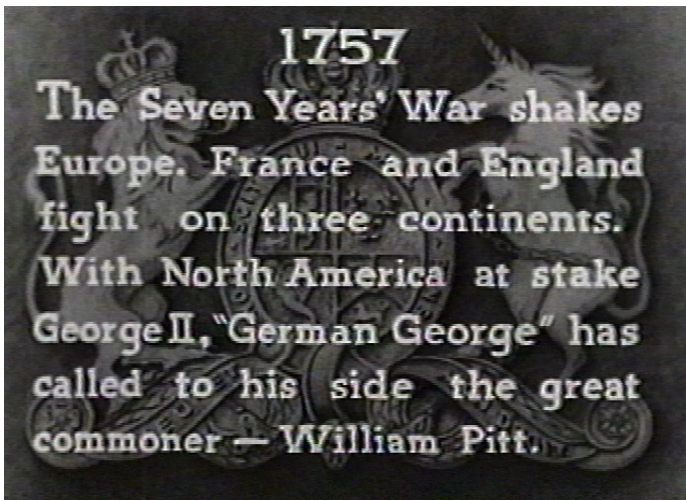 1757
The Seven Years' War shakes
Europe. France and England
fight on three continents.
With North America at stake
George II, "German George" has
called to his side the great
commoner — William Pitt.